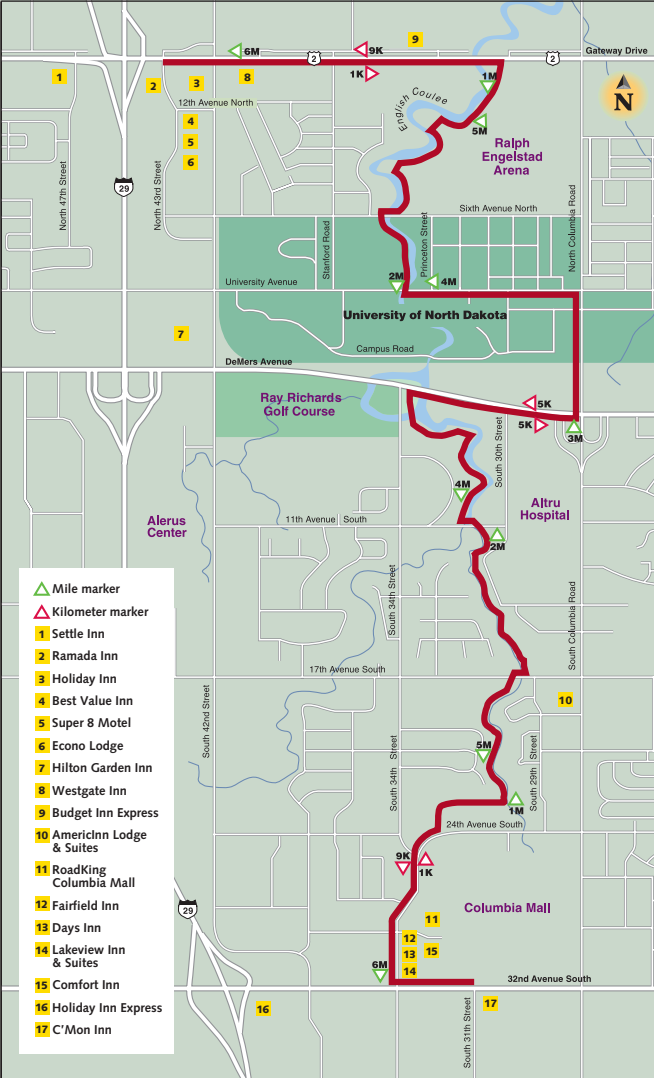 6M
9K
9
2
2
Gateway Drive
1
2
3
8
1K
1M
12th Avenue North
English Coulee
N
4
5
6
5M
Ralph
Engelstad
Arena
North 47th Street
29
North 43rd Street
Sixth Avenue North
Stanford Road
Princeton Street
North Columbia Road
University Avenue
2M
4M
University of North Dakota
7
Campus Road
DeMers Avenue
Ray Richards
Golf Course
5K
5K
3M
South 30th Street
4M
Altru
Hospital
Alerus
Center
11th Avenue South
2M
South 34th Street
South Columbia Road
17th Avenue South
10
South 42nd Street
South 34th Street
5M
South 29th Street
1M
24th Avenue South
9K
1K
Columbia Mall
11
12
13
15
14
29
6M
32nd Avenue South
16
17
South 31th Street
Mile marker
Kilometer marker
1 Settle Inn
2 Ramada Inn
3 Holiday Inn
4 Best Value Inn
5 Super 8 Motel
6 Econo Lodge
7 Hilton Garden Inn
8 Westgate Inn
9 Budget Inn Express
10 AmericInn Lodge
& Suites
11 RoadKing
Columbia Mall
12 Fairfield Inn
13 Days Inn
14 Lakeview Inn
& Suites
15 Comfort Inn
16 Holiday Inn Express
17 C'Mon Inn